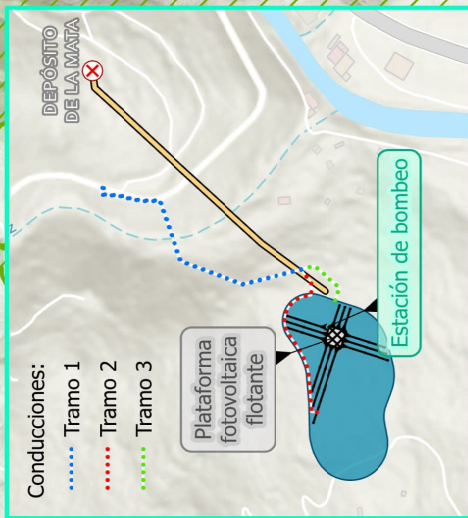 DEPÓSITO
DE LA MATA
Estación de bombeo
Plataforma
fotovoltaica
flotante
Conducciones:
Tramo 1
Tramo 2
Tramo 3